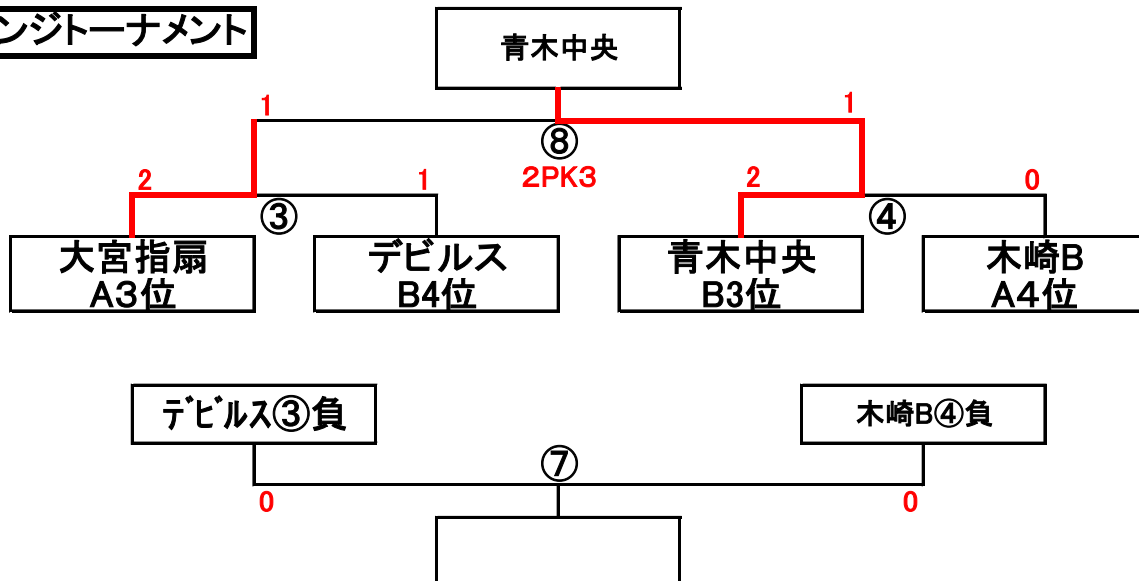 ンジトーナメント
青木中央
1
1
⑧
2PK3
2
1
2
0
③
④
大宮指扇
A3位
デビルス
B4位
青木中央
B3位
木崎B
A4位
デビルス③負
木崎B④負
⑦
0
0